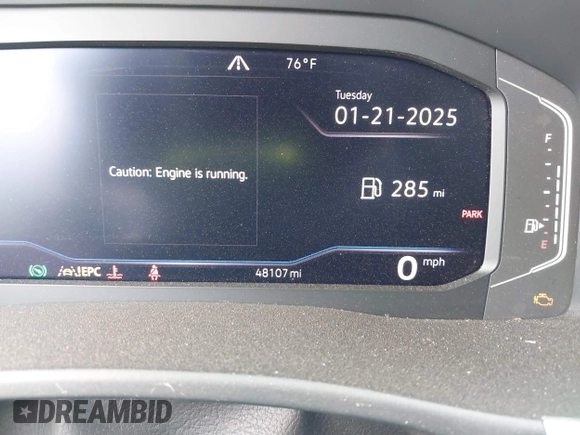 76°F
Tuesday
01-21-2025
Caution: Engine is running.
285 mi
F
PARK
E
0 mph
EPC
48107 mi
DREAMBID